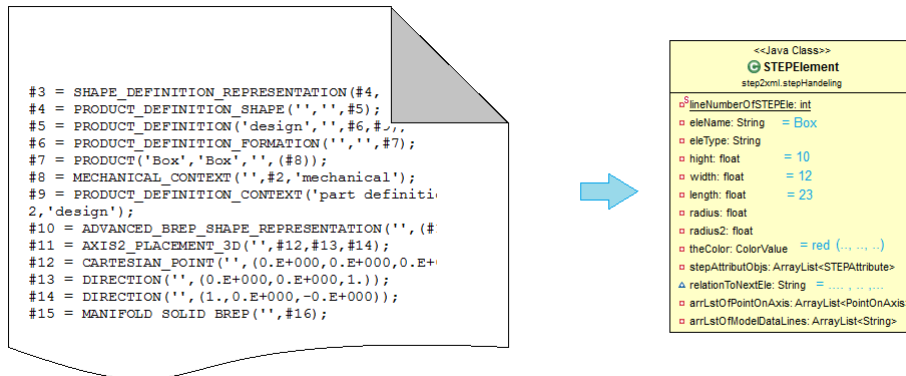 #3 = SHAPE_DEFINITION_REPRESENTATION(#4,
#4 = PRODUCT_DEFINITION_SHAPE('','',#5);
#5 = PRODUCT_DEFINITION('design','',#6,#9);
#6 = PRODUCT_DEFINITION_FORMATION('','',#7);
#7 = PRODUCT('Box','Box','',(#8));
#8 = MECHANICAL_CONTEXT('',#2,'mechanical');
#9 = PRODUCT_DEFINITION_CONTEXT('part definitio
2,'design');
#10 = ADVANCED_BREP_SHAPE_REPRESENTATION('',(#
#11 = AXIS2_PLACEMENT_3D('',#12,#13,#14);
#12 = CARTESIAN_POINT('',(0.E+000,0.E+000,0.E+
#13 = DIRECTION('',(0.E+000,0.E+000,1.));
#14 = DIRECTION('',(1.,0.E+000,-0.E+000));
#15 = MANIFOLD_SOLID_BREP('',#16);
<<Java Class>>
STEPElement
step2xml.stepHandeling
lineNumberOfSTEPEle: int
eleName: String = Box
eleType: String
hight: float = 10
width: float = 12
length: float = 23
radius: float
radius2: float
theColor: ColorValue = red (.., .., ..)
stepAttributObjs: ArrayList<STEPAttribute>
relationToNextEle: String = .... , .. ,...
arrLstOfPointOnAxis: ArrayList<PointOnAxis
arrLstOfModelDataLines: ArrayList<String>